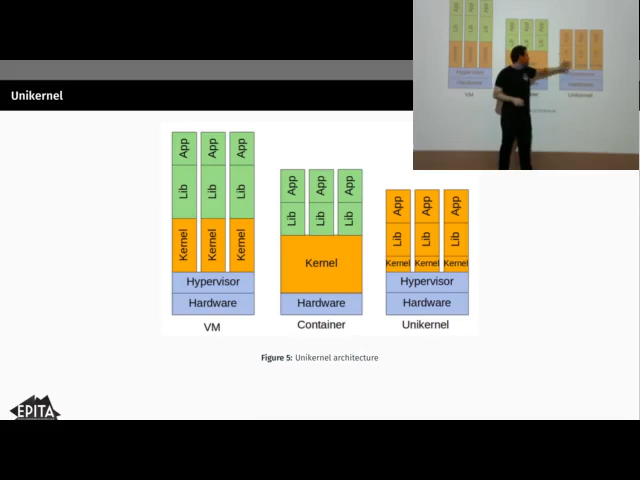 Unikernel
App App App
Lib Lib Lib
Kernel Kernel Kernel
Hypervisor
Hardware
VM
App App App
Lib Lib Lib
Kernel
Hardware
Container
App App App
Lib Lib Lib
Kernel Kernel Kernel
Hypervisor
Hardware
Unikernel
Figure 5: Unikernel architecture
EPITA